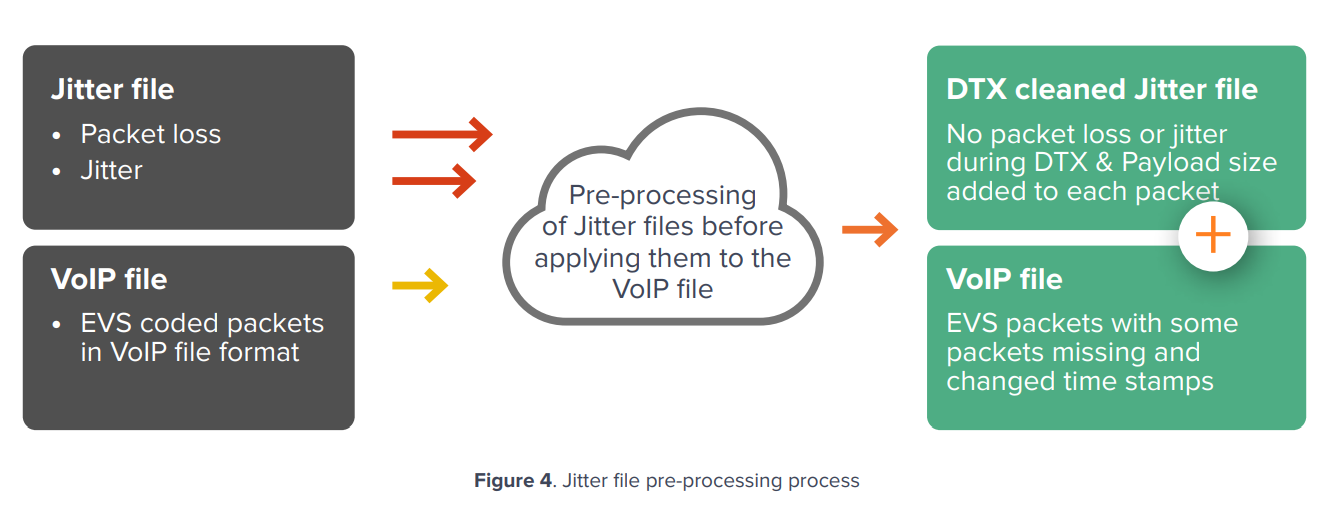 Jitter file
• Packet loss
• Jitter
VoIP file
• EVS coded packets
in VoIP file format
Pre-processing
of Jitter files before
applying them to the
VoIP file
DTX cleaned Jitter file
No packet loss or jitter
during DTX & Payload size
added to each packet
+
VoIP file
EVS packets with some
packets missing and
changed time stamps
Figure 4. Jitter file pre-processing process